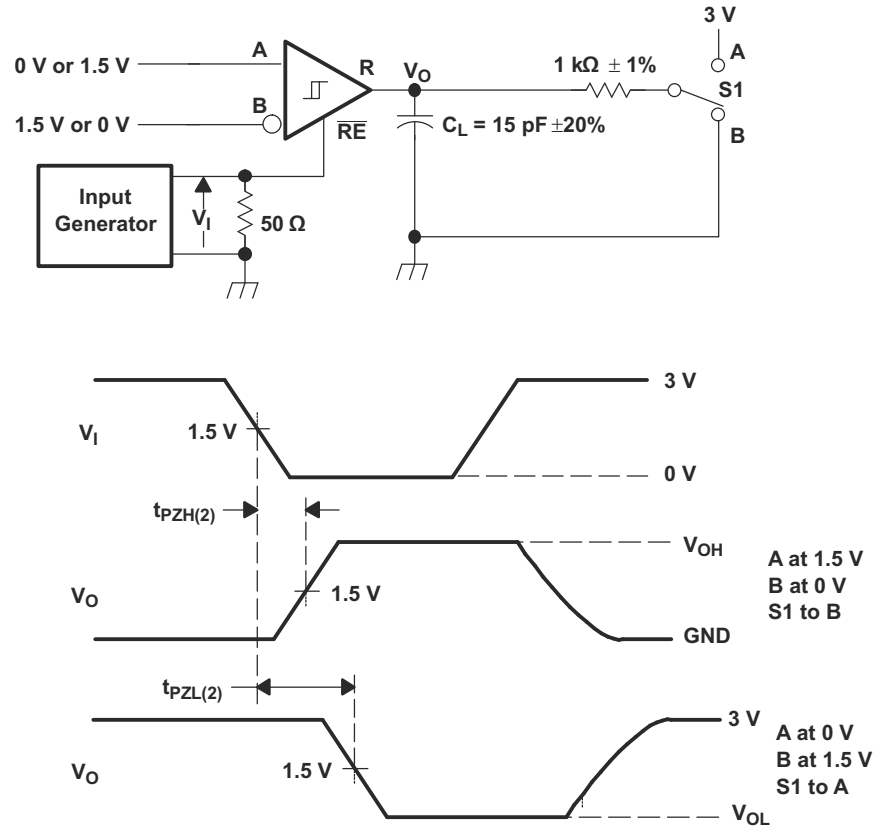 3 V
A
0 V or 1.5 V
A
R
V_O
1 kΩ ± 1%
S1
B
1.5 V or 0 V
R̅E̅
C_L = 15 pF ±20%
B
Input
Generator
V_I
50 Ω
3 V
V_I
1.5 V
0 V
t_PZH(2)
V_OH
A at 1.5 V
B at 0 V
S1 to B
V_O
1.5 V
GND
t_PZL(2)
3 V
A at 0 V
B at 1.5 V
S1 to A
V_O
1.5 V
V_OL